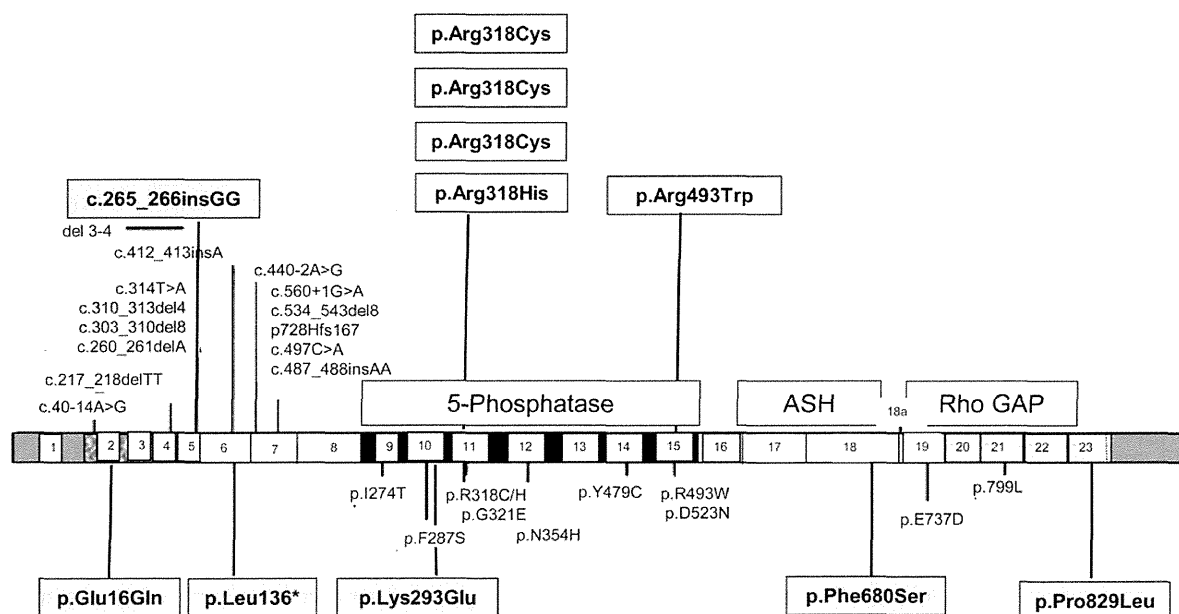 p.Arg318Cys
p.Arg318Cys
p.Arg318Cys
p.Arg318His
p.Arg493Trp
c.265_266insGG
del 3-4
c.412_413insA
c.440-2A>G
c.314T>A
c.560+1G>A
c.310_313del4
c.534_543del8
c.303_310del8
p728Hfs167
c.260_261delA
c.497C>A
c.487_488insAA
c.217_218delTT
c.40-14A>G
5-Phosphatase
ASH
18a
Rho GAP
1 2 3 4 5 6 7 8 9 10 11 12 13 14 15 16 17 18 19 20 21 22 23
p.I274T
p.R318C/H
p.Y479C
p.R493W
p.799L
p.G321E
p.D523N
p.E737D
p.F287S
p.N354H
p.Glu16Gln
p.Leu136*
p.Lys293Glu
p.Phe680Ser
p.Pro829Leu